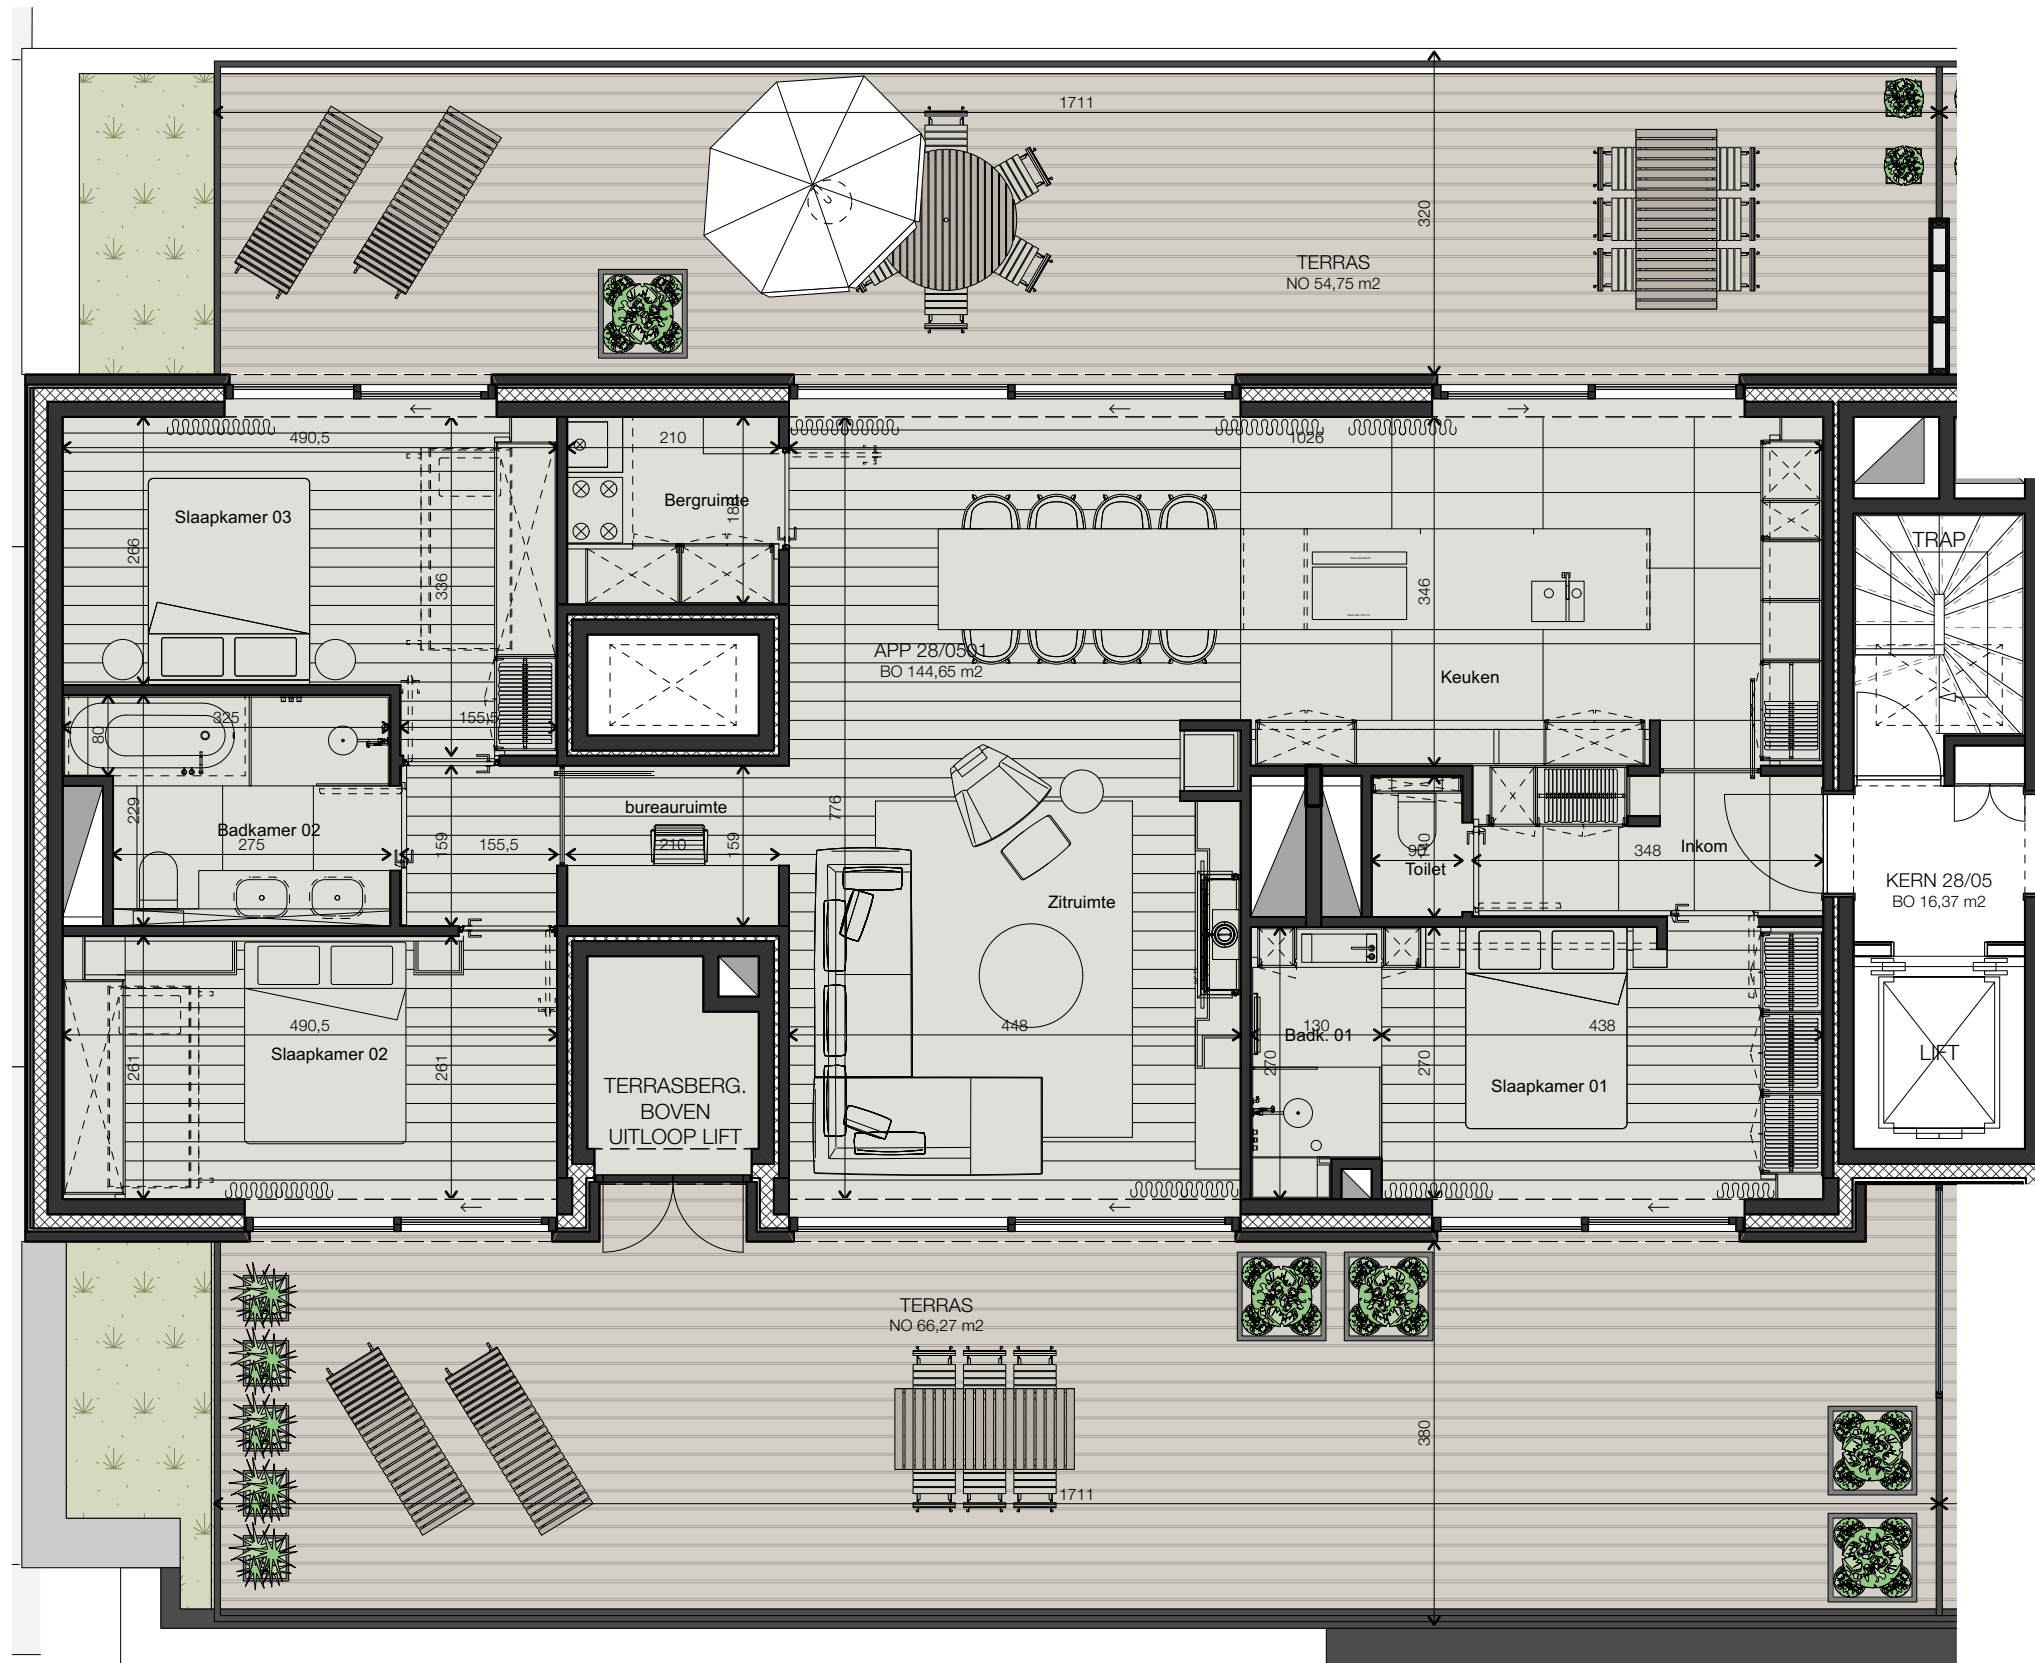 1711
320
TERRAS
NO 54,75 m2
490,5
210
1026
Slaapkamer 03
Bergruimte
266
336
346
TRAP
APP 28/0501
BO 144,65 m2
Keuken
325
155,5
80
bureauruimte
776
229
Badkamer 02
275
159
155,5
210
159
Zitruimte
90
Toilet
348
Inkom
KERN 28/05
BO 16,37 m2
490,5
Slaapkamer 02
261
261
448
130
Badk. 01
270
270
438
Slaapkamer 01
LIFT
TERRASBERG.
BOVEN
UITLOOP LIFT
TERRAS
NO 66,27 m2
380
1711